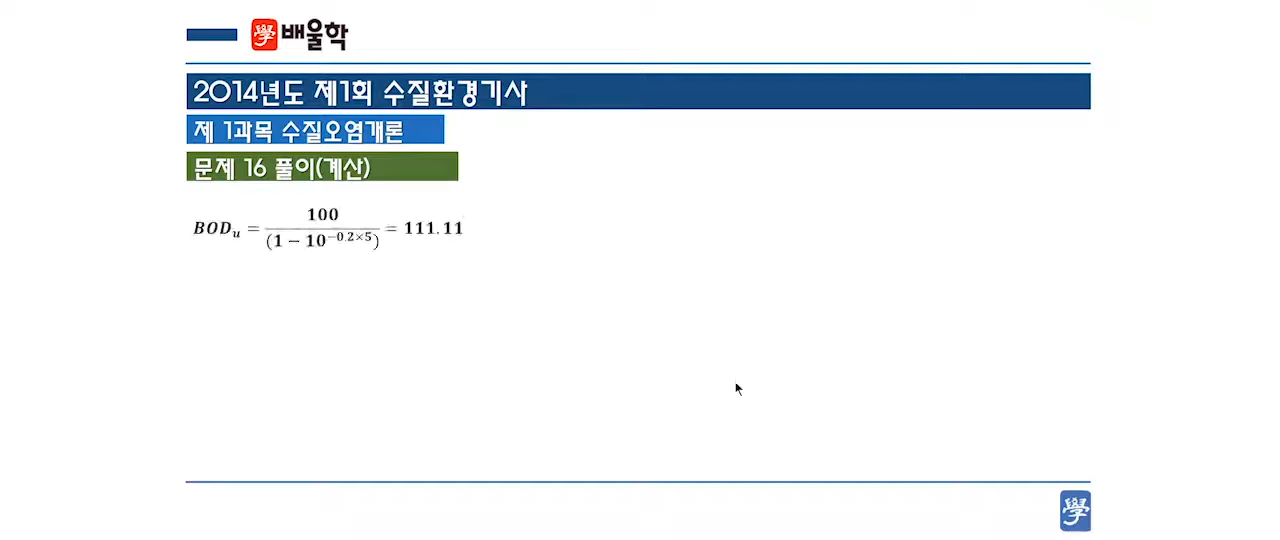 學 배울학
2014년도 제1회 수질환경기사
제 1과목 수질오염개론
문제 16 풀이(계산)
BOD_u = 100 / (1 − 10^{−0.2×5}) = 111.11
學